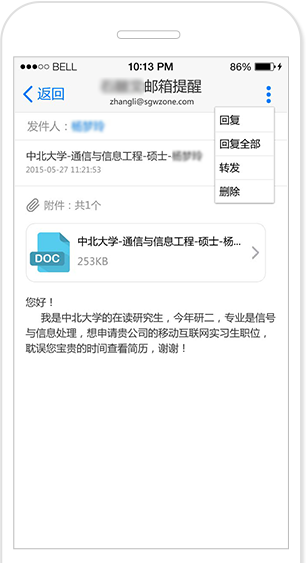 BELL 10:13 PM 86%
返回
邮箱提醒
zhangli@sgwzone.com
回复
回复全部
转发
删除
发件人：
中北大学-通信与信息工程-硕士-
2015-05-27 11:21:53
附件：共1个
DOC
中北大学-通信与信息工程-硕士-杨...
253KB
您好！
我是中北大学的在读研究生，今年研二，专业是信号
与信息处理，想申请贵公司的移动互联网实习生职位，
耽误您宝贵的时间查看简历，谢谢！